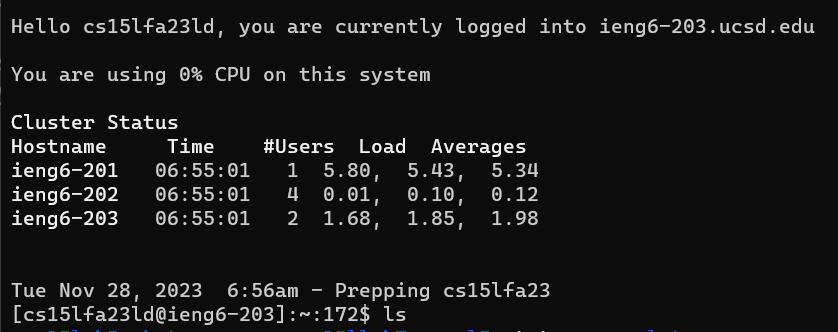 Hello cs15lfa23ld, you are currently logged into ieng6-203.ucsd.edu
You are using 0% CPU on this system
Cluster Status
Hostname Time #Users Load Averages
ieng6-201 06:55:01 1 5.80, 5.43, 5.34
ieng6-202 06:55:01 4 0.01, 0.10, 0.12
ieng6-203 06:55:01 2 1.68, 1.85, 1.98
Tue Nov 28, 2023 6:56am - Prepping cs15lfa23
[cs15lfa23ld@ieng6-203]:~:172$ ls